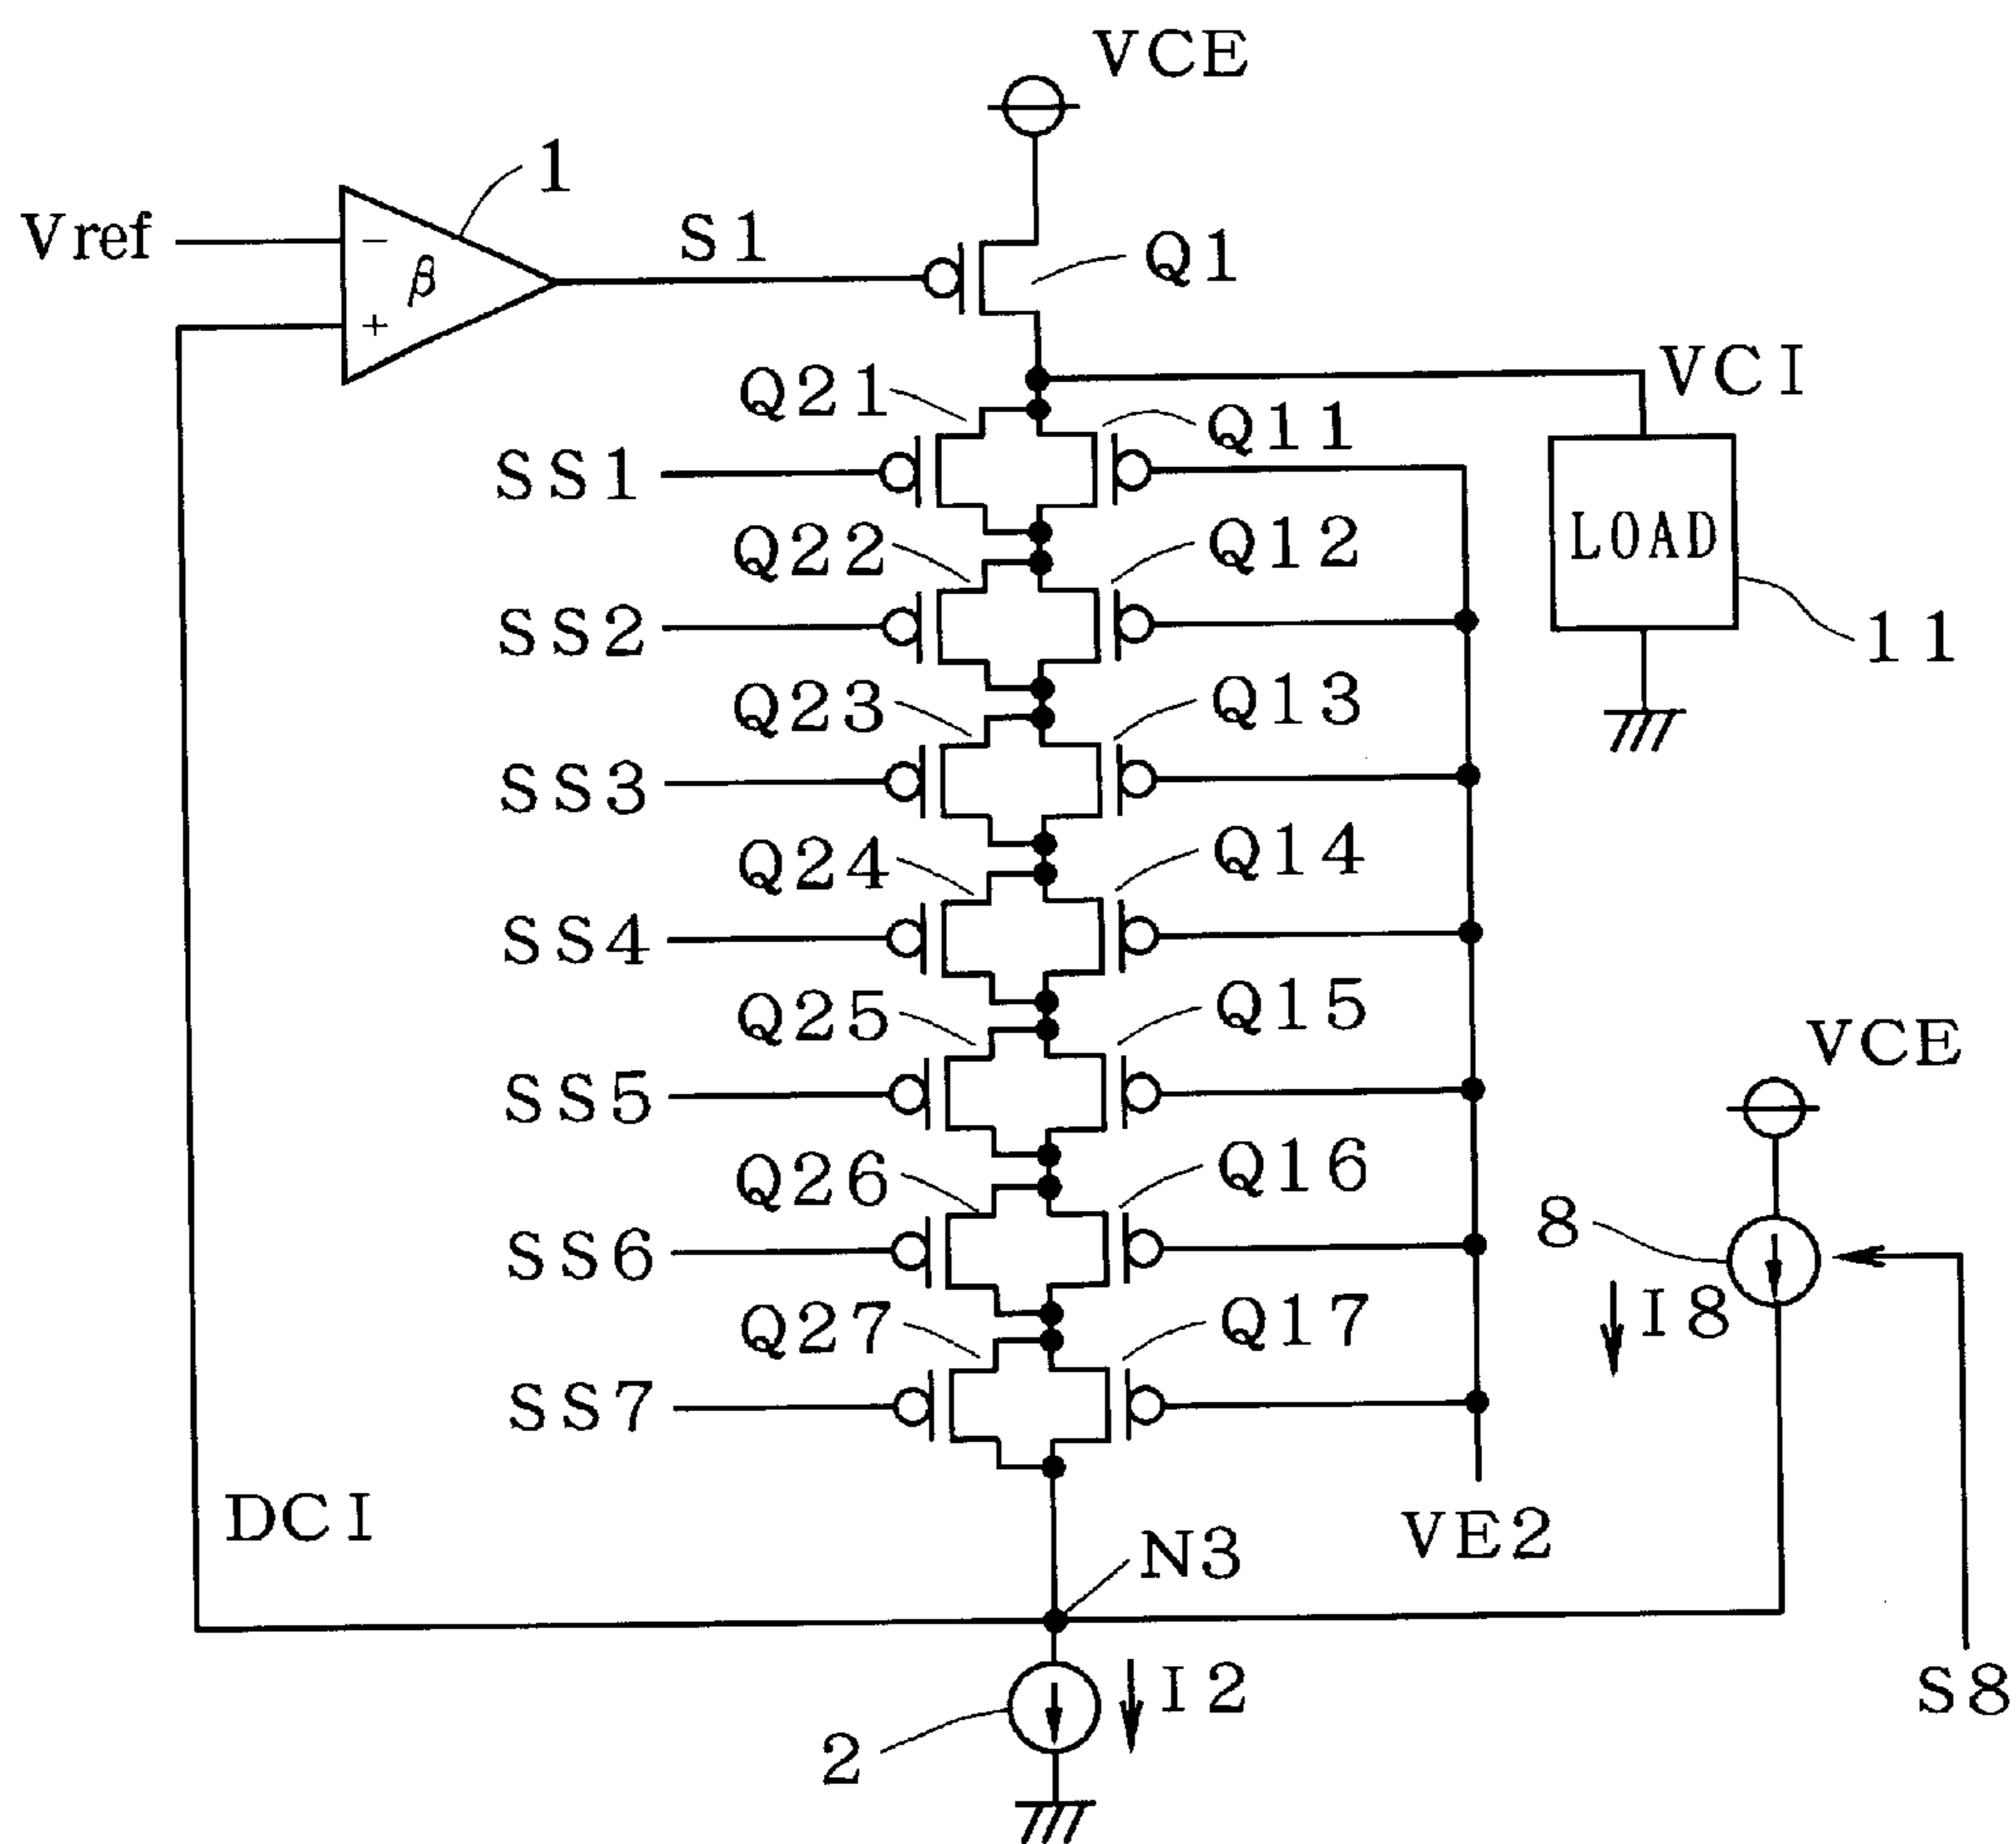 VCE
1
Vref
−
β
+
S1
Q1
VCI
Q21
Q11
SS1
LOAD
Q22
Q12
SS2
11
Q23
Q13
SS3
Q24
Q14
SS4
Q25
Q15
VCE
SS5
Q26
Q16
8
SS6
I8
Q27
Q17
SS7
DCI
VE2
N3
I2
S8
2